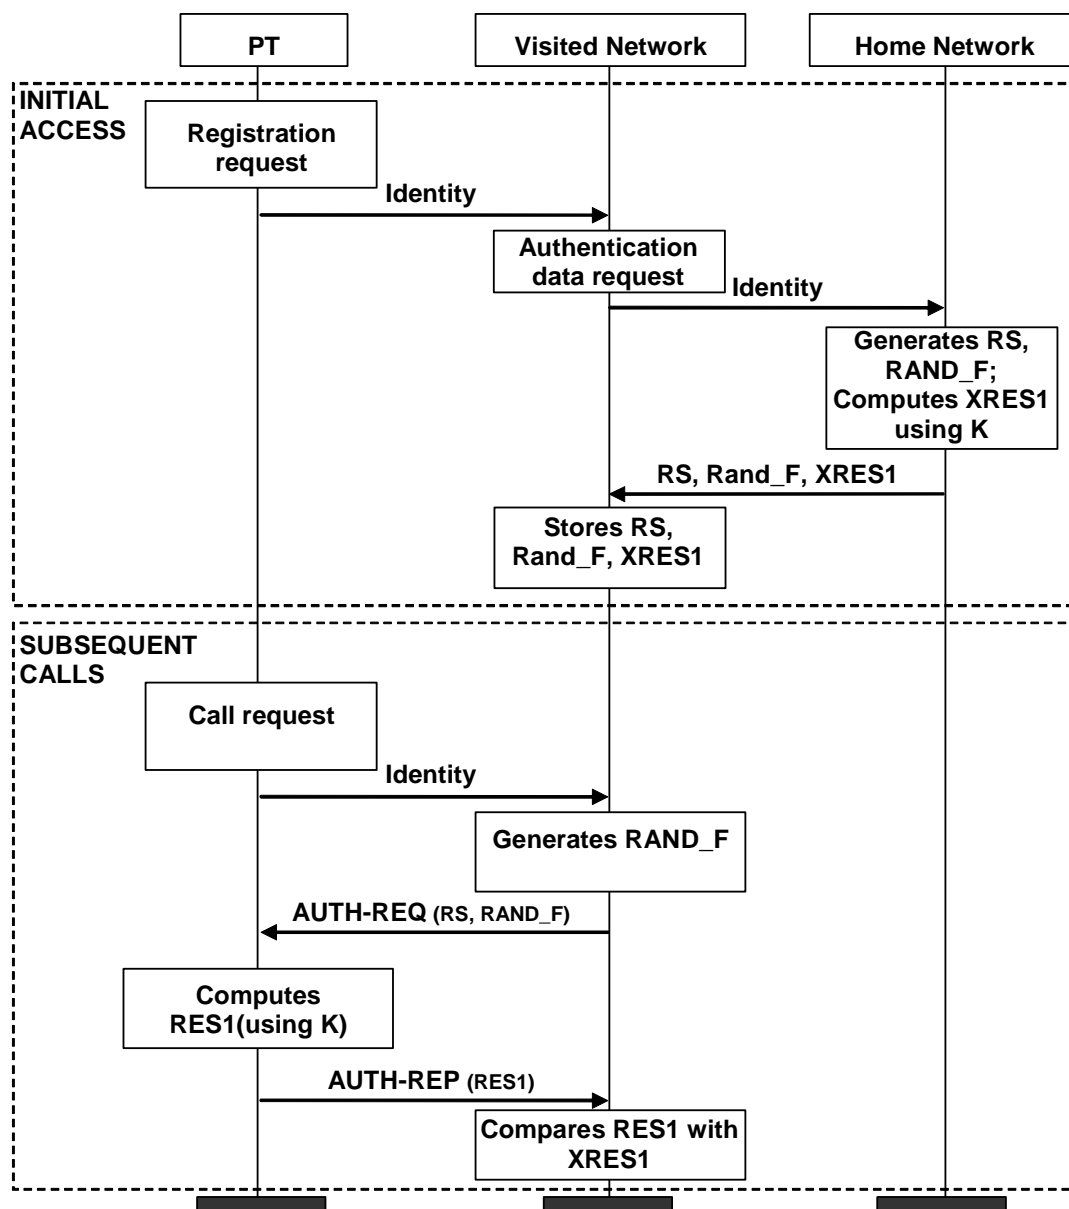 PT
Visited Network
Home Network
INITIAL
ACCESS
Registration
request
Identity
Authentication
data request
Identity
Generates RS,
RAND_F;
Computes XRES1
using K
RS, Rand_F, XRES1
Stores RS,
Rand_F, XRES1
SUBSEQUENT
CALLS
Call request
Identity
Generates RAND_F
AUTH-REQ (RS, RAND_F)
Computes
RES1(using K)
AUTH-REP (RES1)
Compares RES1 with
XRES1